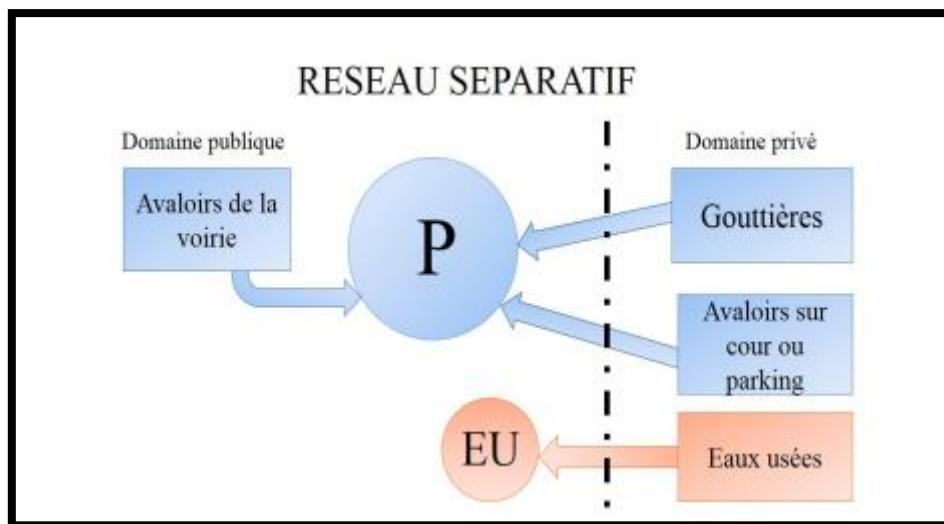 RESEAU SEPARATIF
Domaine publique
Domaine privé
Avaloirs de la
voirie
P
Gouttières
Avaloirs sur
cour ou
parking
EU
Eaux usées